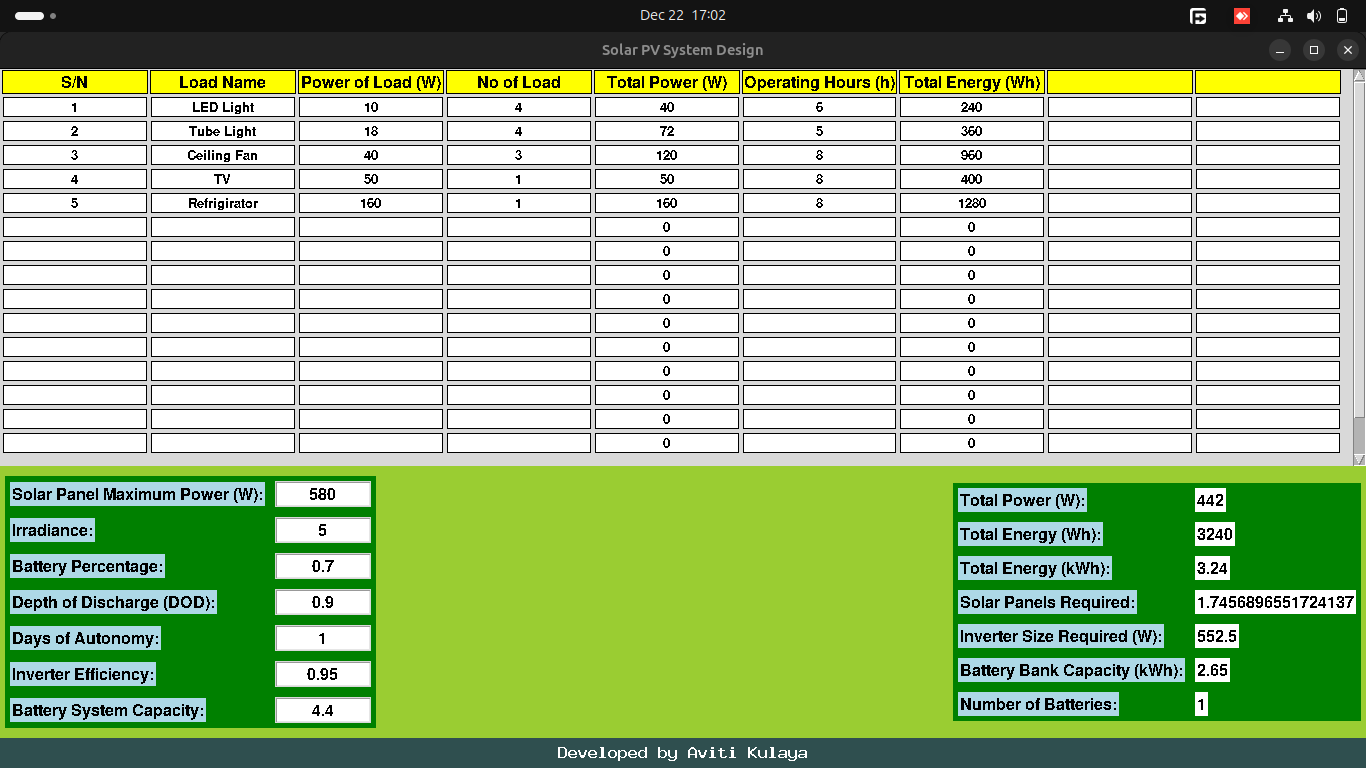 Dec 22 17:02
Solar PV System Design
S/N Load Name Power of Load (W) No of Load Total Power (W) Operating Hours (h) Total Energy (Wh)
1 LED Light 10 4 40 6 240
2 Tube Light 18 4 72 5 360
3 Ceiling Fan 40 3 120 8 960
4 TV 50 1 50 8 400
5 Refrigirator 160 1 160 8 1280
0 0
0 0
0 0
0 0
0 0
0 0
0 0
0 0
0 0
0 0
Solar Panel Maximum Power (W): 580
Irradiance: 5
Battery Percentage: 0.7
Depth of Discharge (DOD): 0.9
Days of Autonomy: 1
Inverter Efficiency: 0.95
Battery System Capacity: 4.4
Total Power (W): 442
Total Energy (Wh): 3240
Total Energy (kWh): 3.24
Solar Panels Required: 1.7456896551724137
Inverter Size Required (W): 552.5
Battery Bank Capacity (kWh): 2.65
Number of Batteries: 1
Developed by Aviti Kulaya